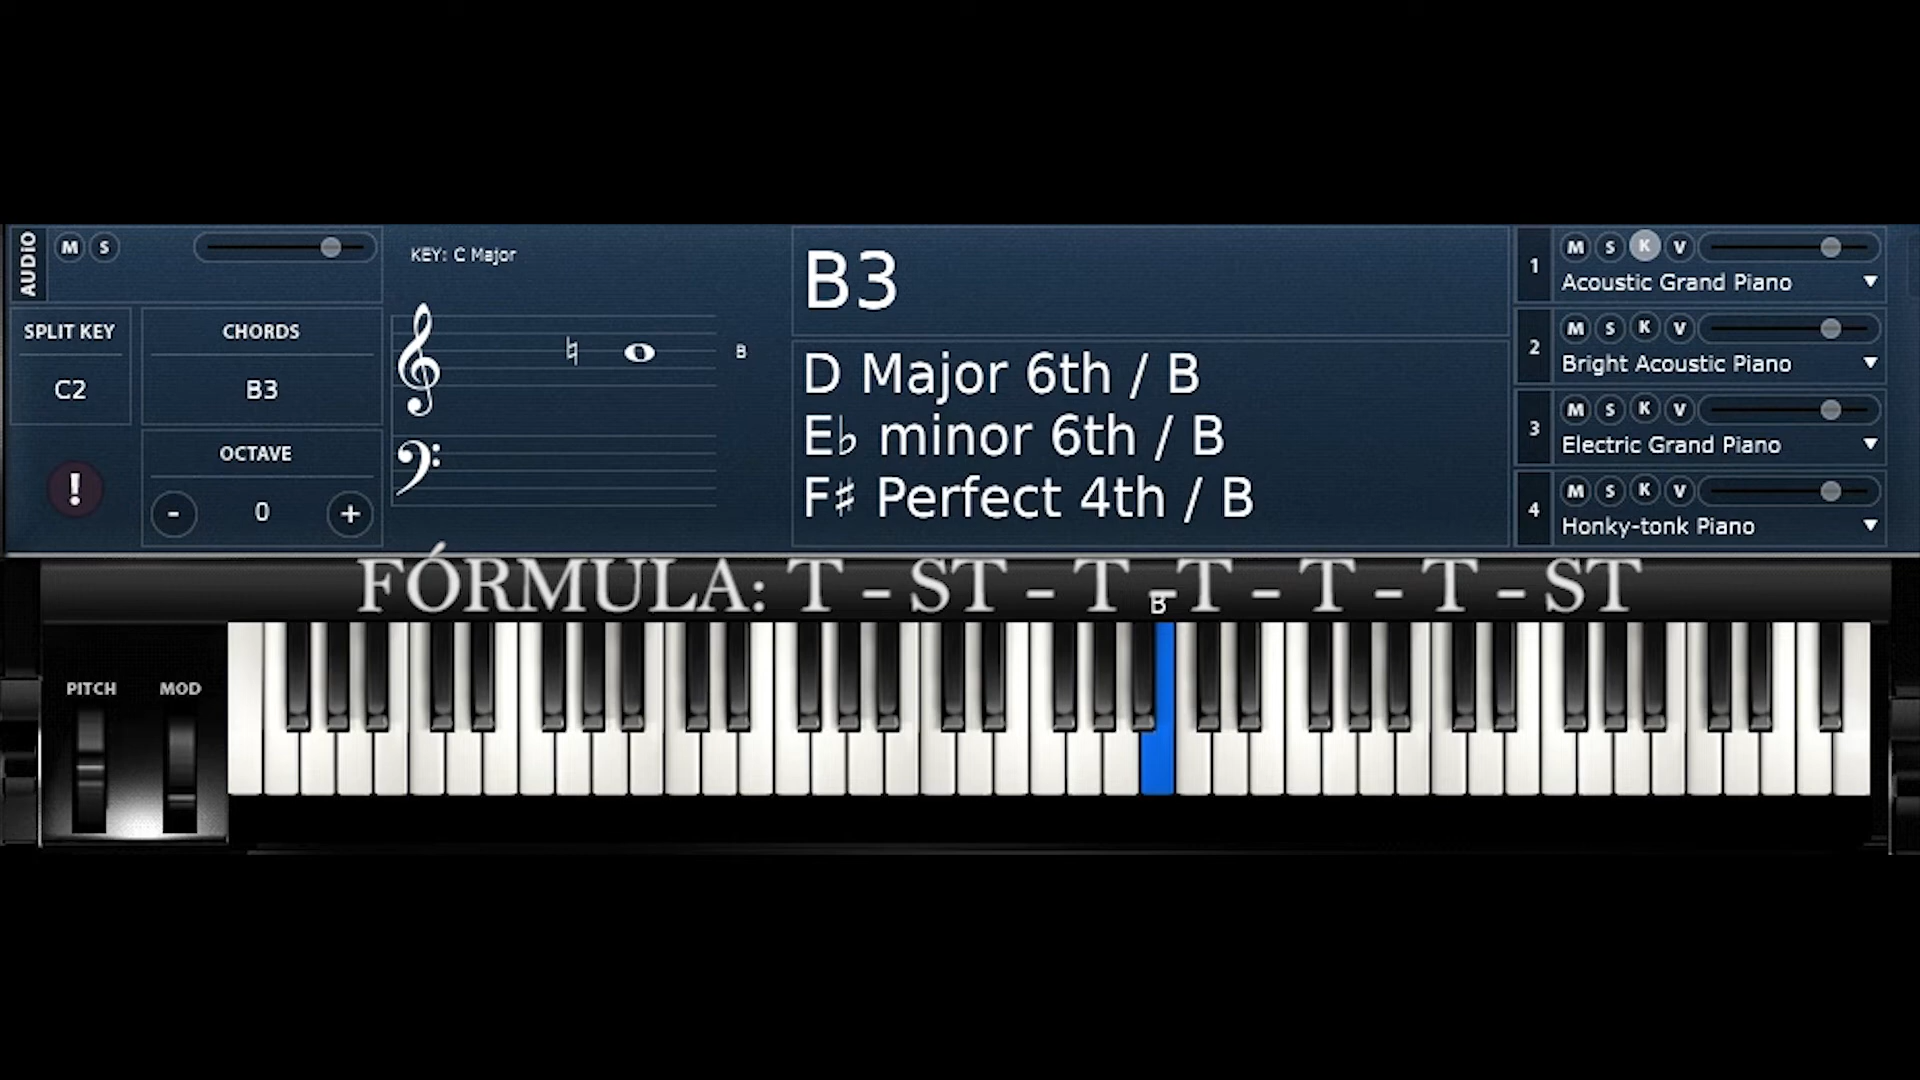 AUDiO
M S
SPLIT KEY
C2
!
CHORDS
B3
OCTAVE
- 0 +
KEY: C Major
B
B3
D Major 6th / B
E♭ minor 6th / B
F♯ Perfect 4th / B
1
M S K V
Acoustic Grand Piano
2
M S K V
Bright Acoustic Piano
3
M S K V
Electric Grand Piano
4
M S K V
Honky-tonk Piano
FÓRMULA: T - ST - T - T - T - T - ST
B
PITCH MOD